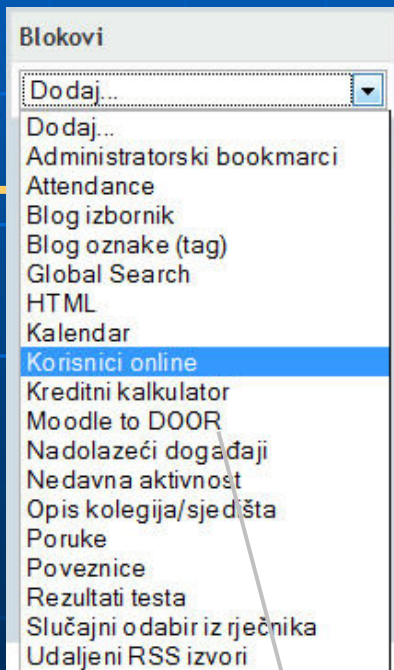 Blokovi
Dodaj...
Dodaj...
Administratorski bookmarci
Attendance
Blog izbornik
Blog oznake (tag)
Global Search
HTML
Kalendar
Korisnici online
Kreditni kalkulator
Moodle to DOOR
Nadolazeći događaji
Nedavna aktivnost
Opis kolegija/sjedišta
Poruke
Poveznice
Rezultati testa
Slučajni odabir iz rječnika
Udaljeni RSS izvori